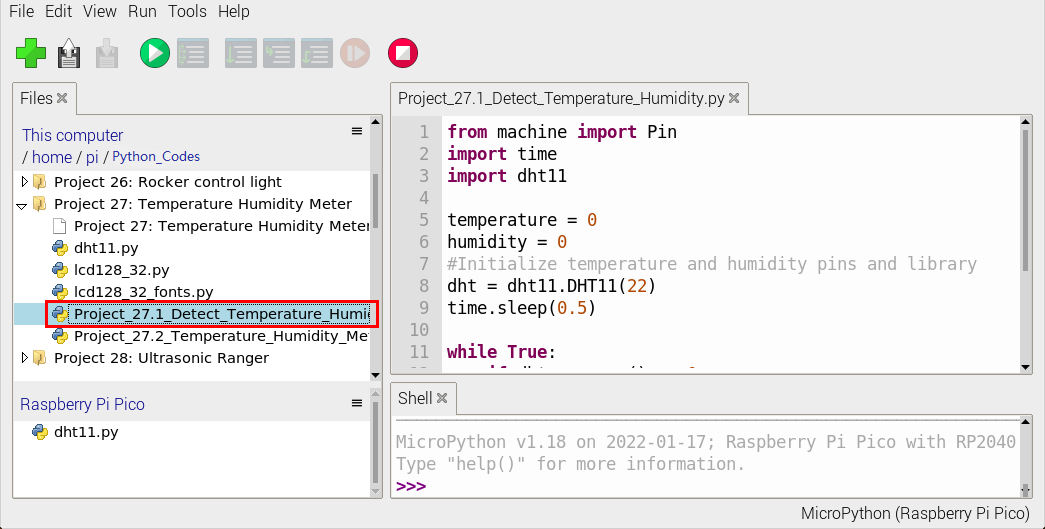 File Edit View Run Tools Help
Files
This computer
/ home / pi / Python_Codes
Project 26: Rocker control light
Project 27: Temperature Humidity Meter
Project 27: Temperature Humidity Meter
dht11.py
lcd128_32.py
lcd128_32_fonts.py
Project_27.1_Detect_Temperature_Humi
Project_27.2_Temperature_Humidity_Me
Project 28: Ultrasonic Ranger
Raspberry Pi Pico
dht11.py
Project_27.1_Detect_Temperature_Humidity.py
1 from machine import Pin
2 import time
3 import dht11
4
5 temperature = 0
6 humidity = 0
7 #Initialize temperature and humidity pins and library
8 dht = dht11.DHT11(22)
9 time.sleep(0.5)
10
11 while True:
Shell
MicroPython v1.18 on 2022-01-17; Raspberry Pi Pico with RP2040
Type "help()" for more information.
>>>
MicroPython (Raspberry Pi Pico)